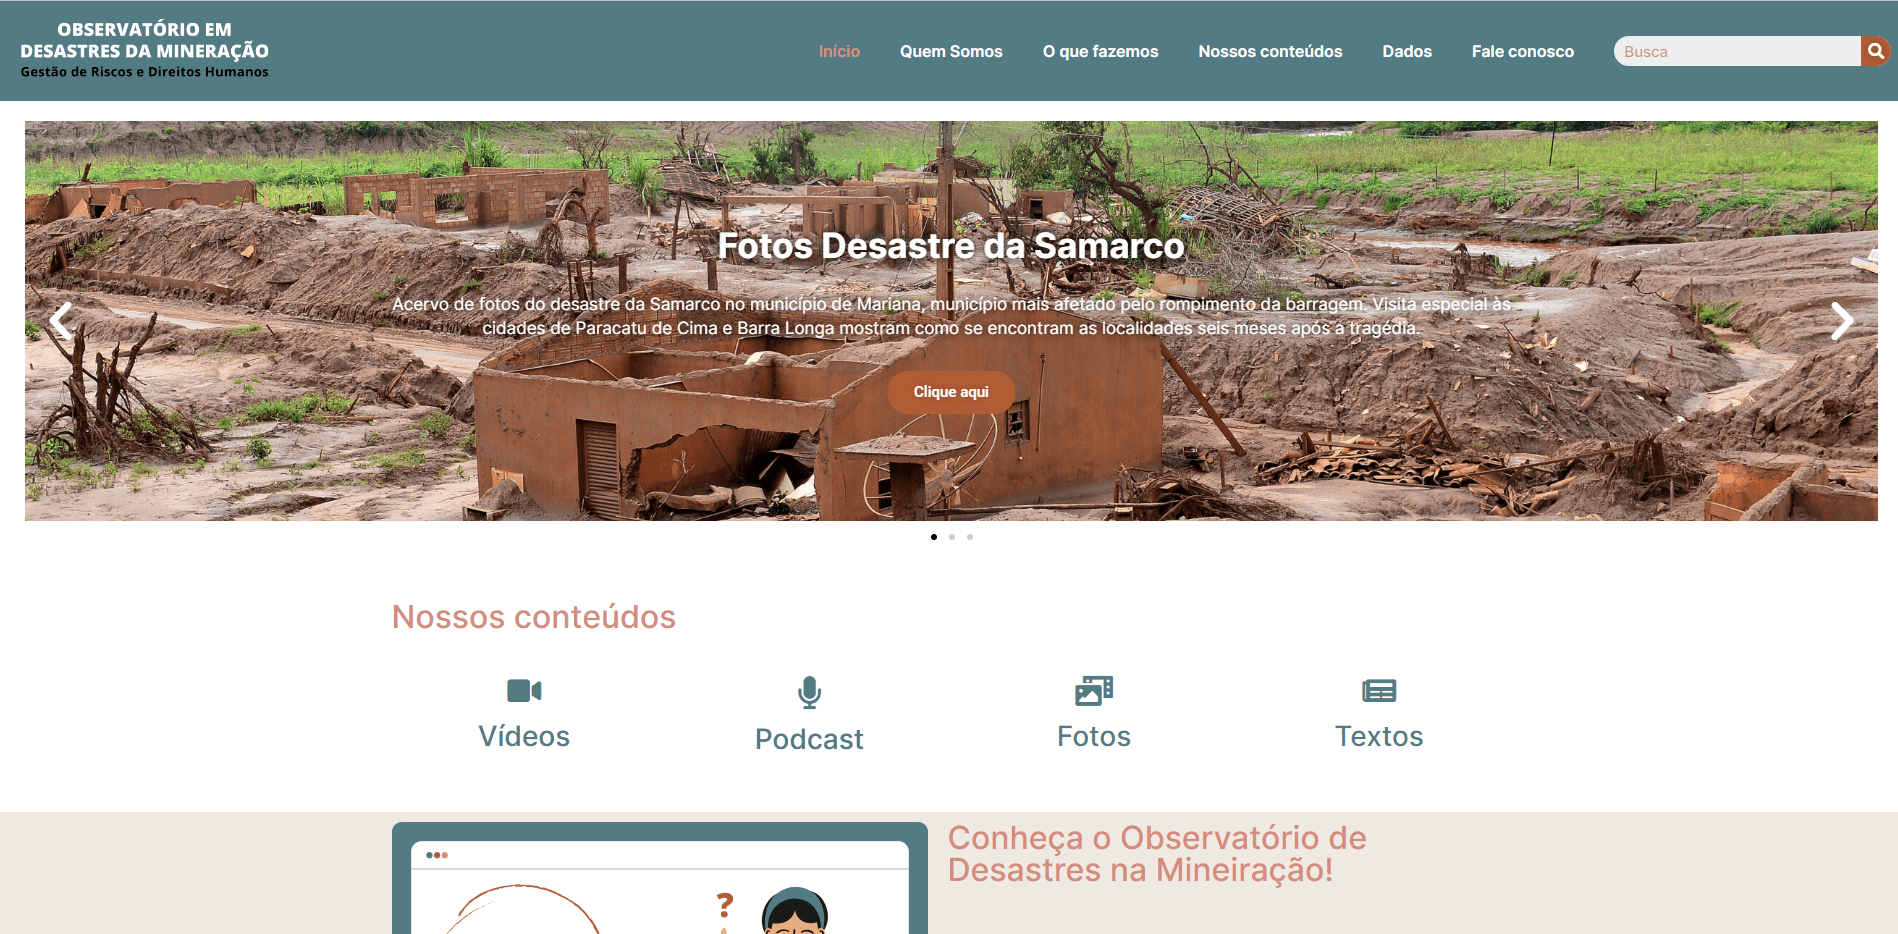 OBSERVATÓRIO EM
DESASTRES DA MINERAÇÃO
Gestão de Riscos e Direitos Humanos
Início
Quem Somos
O que fazemos
Nossos conteúdos
Dados
Fale conosco
Busca
Fotos Desastre da Samarco
Acervo de fotos do desastre da Samarco no município de Mariana, município mais afetado pelo rompimento da barragem. Visita especial às
cidades de Paracatu de Cima e Barra Longa mostram como se encontram as localidades seis meses após a tragédia.
Clique aqui
Nossos conteúdos
Vídeos
Podcast
Fotos
Textos
Conheça o Observatório de
Desastres na Mineiração!
?